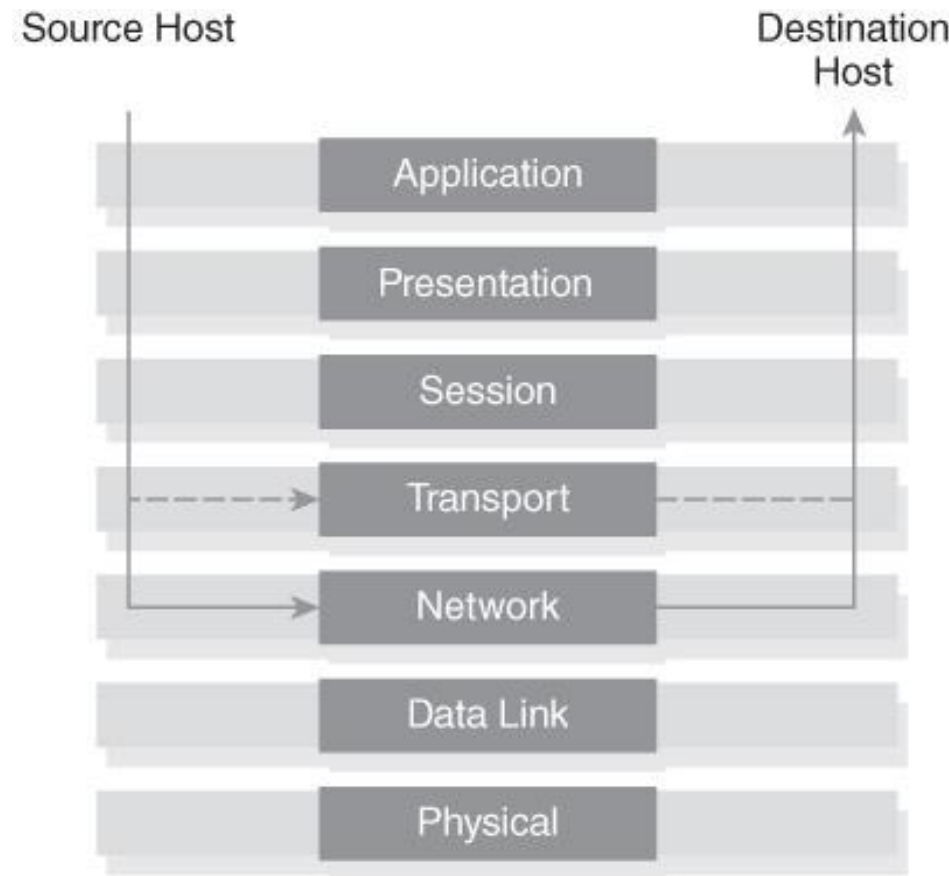 Source Host
Destination
Host
Application
Presentation
Session
Transport
Network
Data Link
Physical